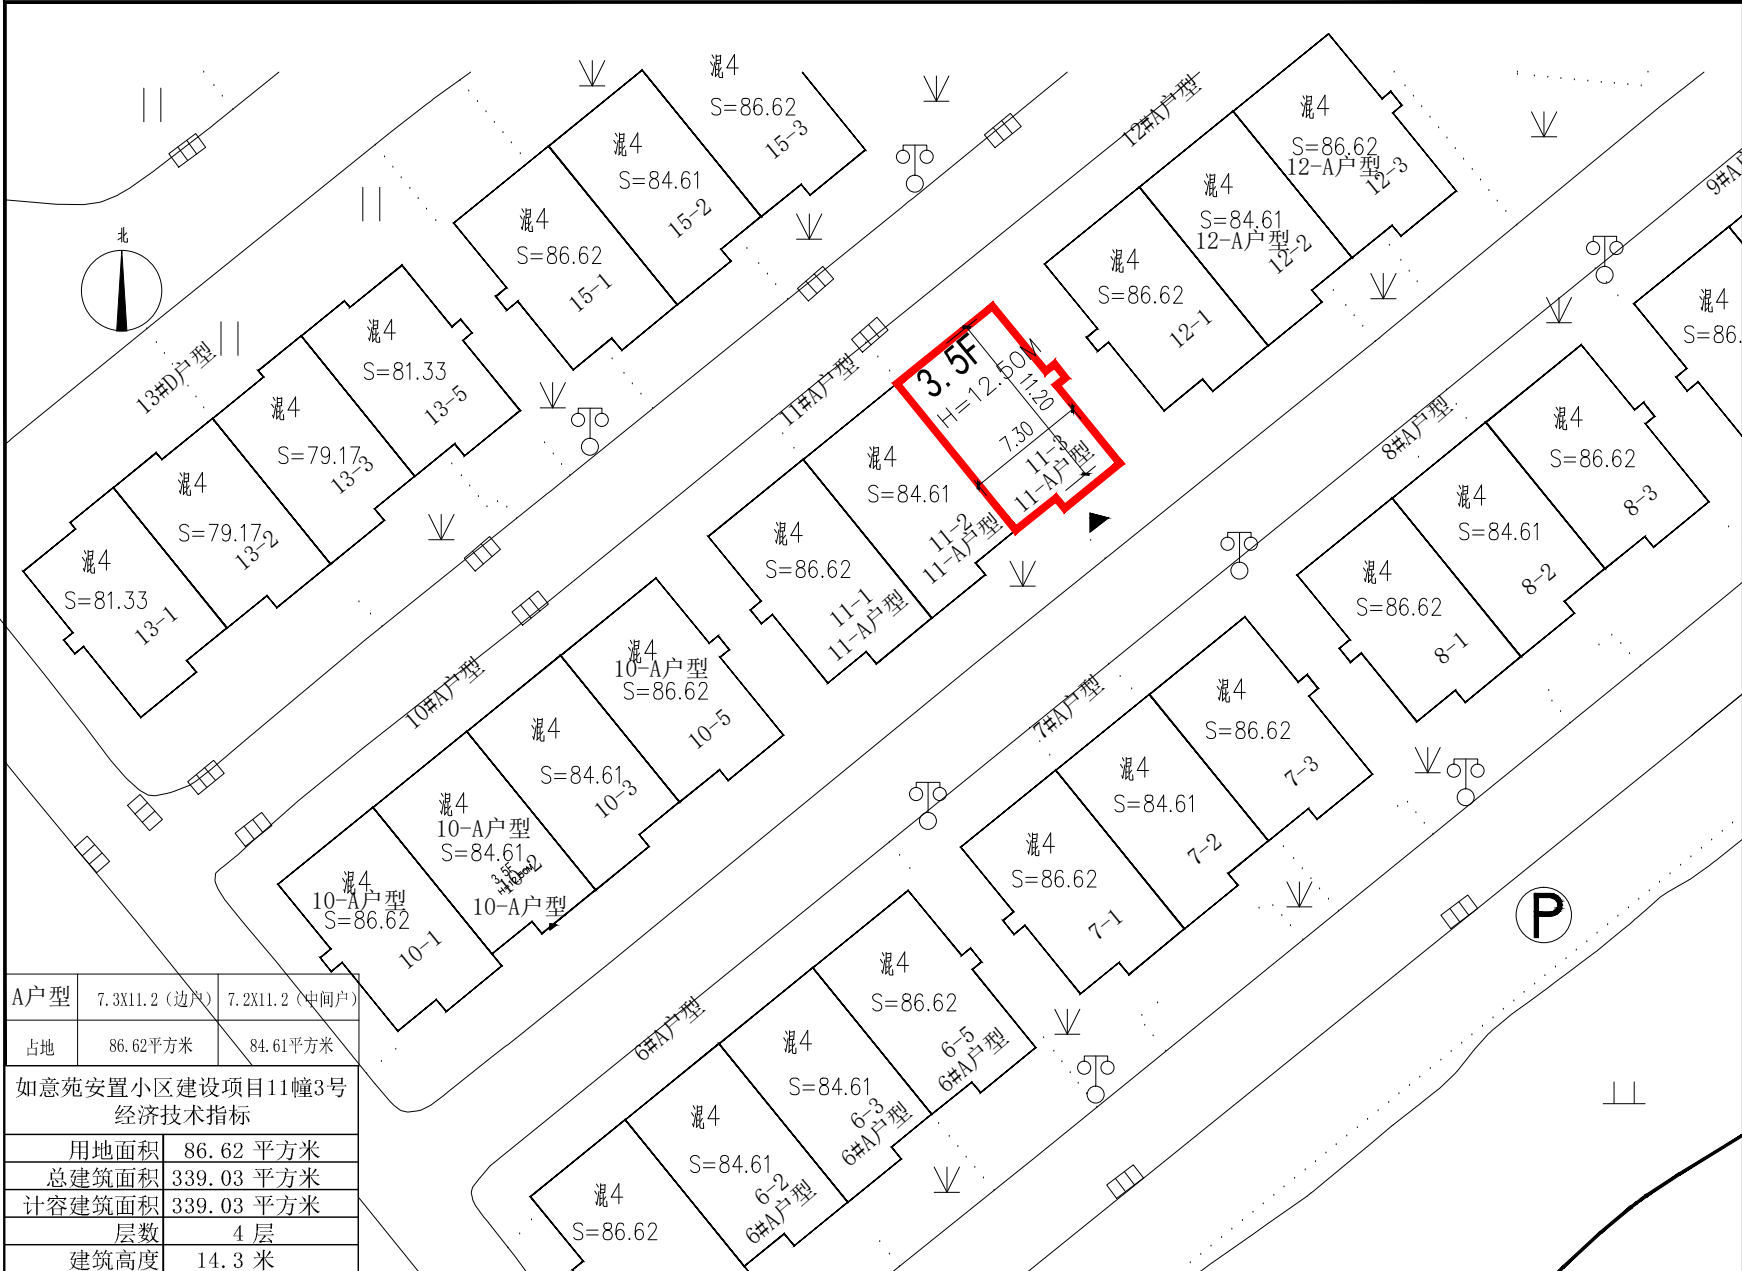 混4
S=86.62
15-3
混4
S=84.61
15-2
混4
S=86.62
15-1
12#A户型
混4
S=86.62
12-A户型
12-3
混4
S=84.61
12-A户型
12-2
混4
S=86.62
12-1
北
13#D户型
混4
S=81.33
13-5
混4
S=79.17
13-3
混4
S=79.17
13-2
混4
S=81.33
13-1
11#A户型
3.5F
H=12.50M
11.20
7.30
11-3
11-A户型
混4
S=84.61
11-2
11-A户型
混4
S=86.62
11-1
11-A户型
混4
S=86.
8#A户型
混4
S=86.62
8-3
混4
S=84.61
8-2
混4
S=86.62
8-1
10#A户型
混4
10-A户型
S=86.62
10-5
混4
S=84.61
10-3
混4
10-A户型
S=84.61
3.5F
10-2
10-A户型
混4
10-A户型
S=86.62
10-1
7#A户型
混4
S=86.62
7-3
混4
S=84.61
7-2
混4
S=86.62
7-1
P
6#A户型
混4
S=86.62
6-5
6#A户型
混4
S=84.61
6-3
6#A户型
混4
S=84.61
6-2
6#A户型
混4
S=86.62
A户型 7.3X11.2（边户） 7.2X11.2（中间户）
占地 86.62平方米 84.61平方米
如意苑安置小区建设项目11幢3号
经济技术指标
用地面积 86.62 平方米
总建筑面积 339.03 平方米
计容建筑面积 339.03 平方米
层数 4 层
建筑高度 14.3 米